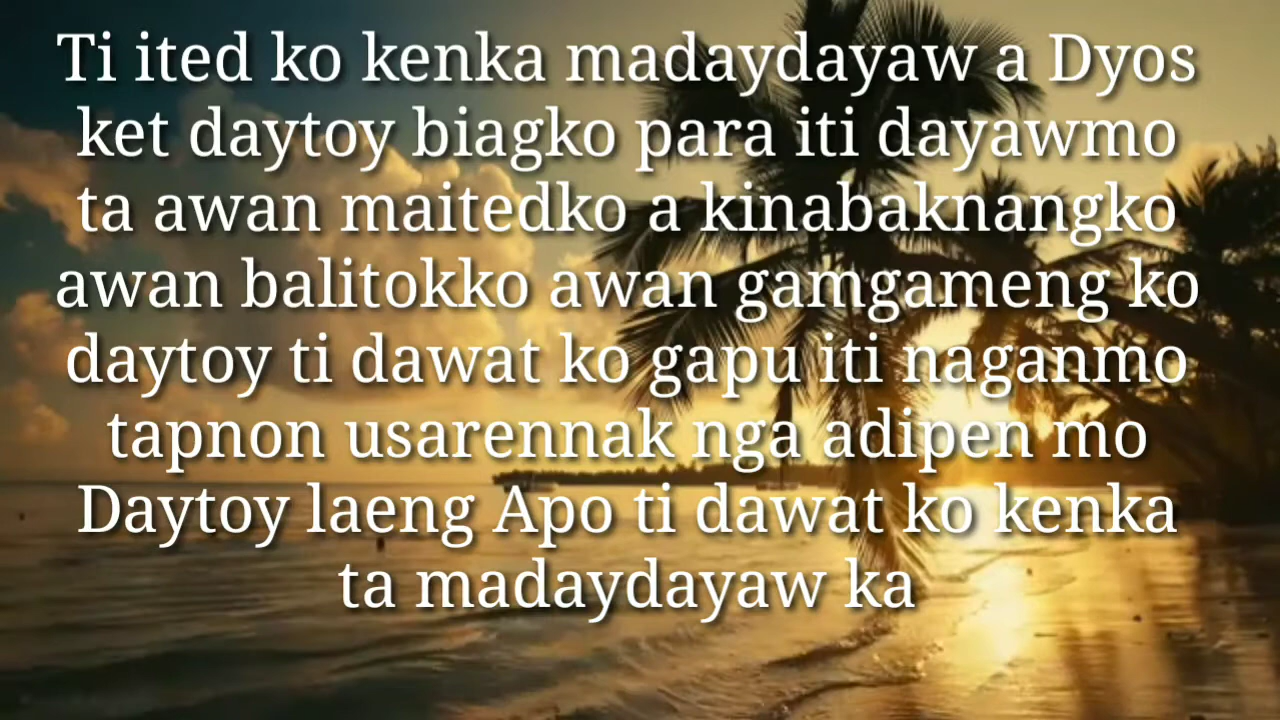 Ti ited ko kenka madaydayaw a Dyos
ket daytoy biagko para iti dayawmo
ta awan maitedko a kinabaknangko
awan balitokko awan gamgameng ko
daytoy ti dawat ko gapu iti naganmo
tapnon usarennak nga adipen mo
Daytoy laeng Apo ti dawat ko kenka
ta madaydayaw ka